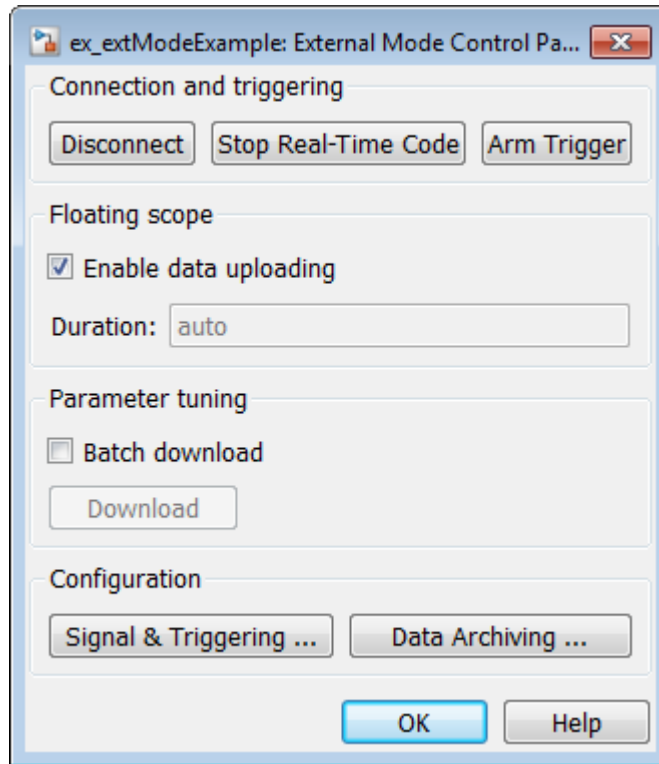 ex_extModeExample: External Mode Control Pa...
Connection and triggering
Disconnect Stop Real-Time Code Arm Trigger
Floating scope
Enable data uploading
Duration: auto
Parameter tuning
Batch download
Download
Configuration
Signal & Triggering ... Data Archiving ...
OK Help